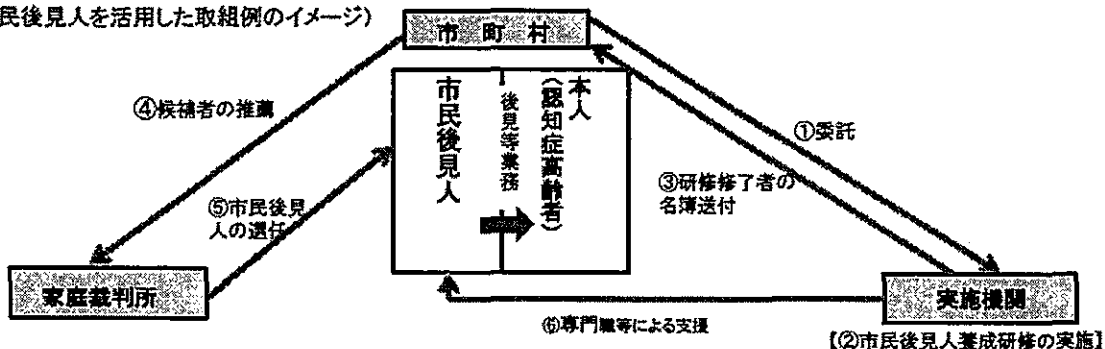 民後見人を活用した取組例のイメージ)
市町村
④候補者の推薦
市民後見人
後見等業務
本人
(認知症高齢者)
①委託
③研修修了者の
名簿送付
⑤市民後見
人の選任
家庭裁判所
実施機関
⑥専門職等による支援
【②市民後見人養成研修の実施】